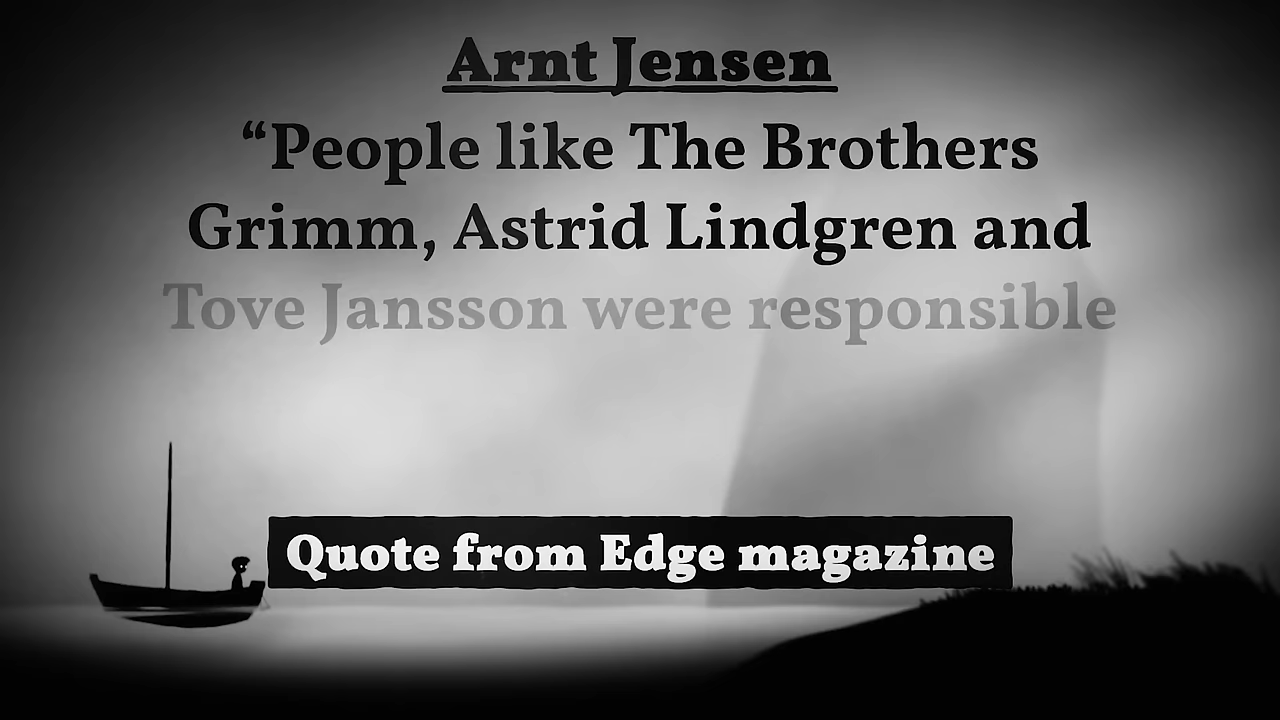 Arnt Jensen
“People like The Brothers
Grimm, Astrid Lindgren and
Tove Jansson were responsible
Quote from Edge magazine